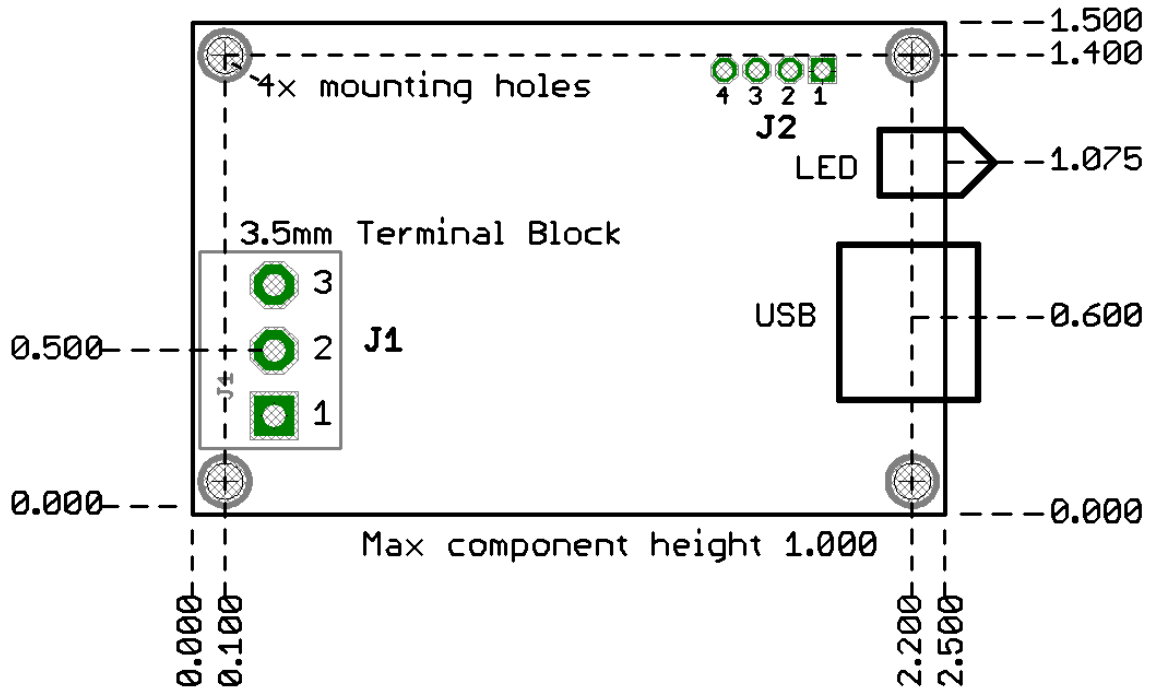 1.500
1.400
4x mounting holes
4 3 2 1
J2
LED
1.075
3.5mm Terminal Block
3
USB
0.600
0.500
2
J1
J1
1
0.000
0.000
Max component height 1.000
0.000
0.100
2.200
2.500